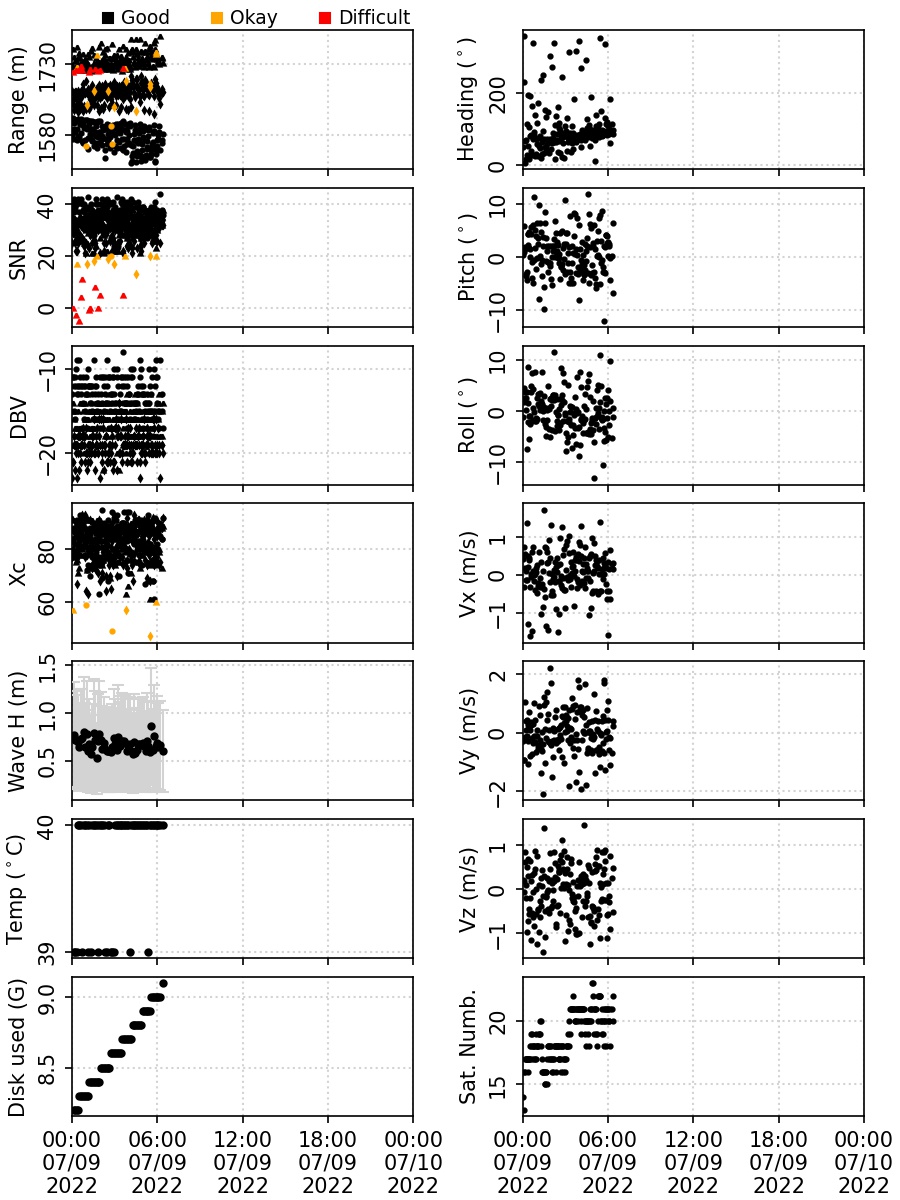 Good Okay Difficult
Range (m)
1730
1580
Heading (°)
200
0
SNR
40
20
0
Pitch (°)
10
0
−10
DBV
−10
−20
Roll (°)
10
0
−10
Xc
80
60
Vx (m/s)
1
0
−1
Wave H (m)
1.5
1.0
0.5
Vy (m/s)
2
0
−2
Temp (°C)
40
39
Vz (m/s)
1
0
−1
Disk used (G)
9.0
8.5
Sat. Numb.
20
15
00:00 06:00 12:00 18:00 00:00
07/09 07/09 07/09 07/09 07/10
2022 2022 2022 2022 2022
00:00 06:00 12:00 18:00 00:00
07/09 07/09 07/09 07/09 07/10
2022 2022 2022 2022 2022